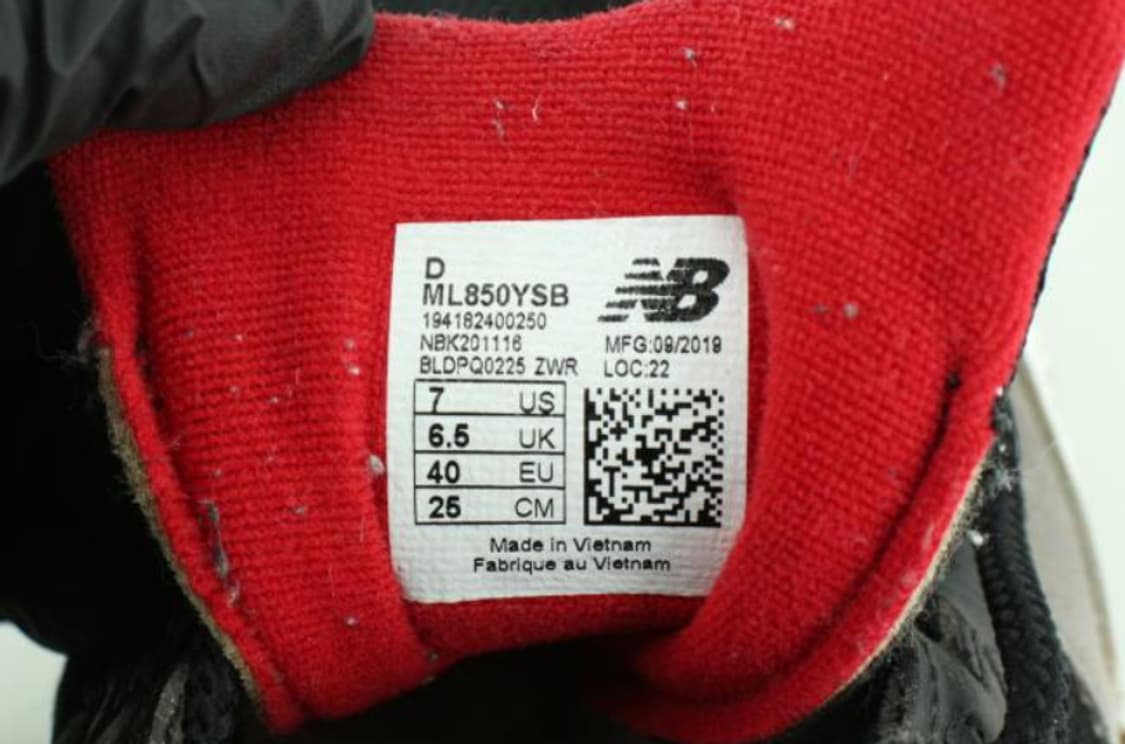 D
ML850YSB
NB
194182400250
NBK201116
MFG:09/2019
BLDPQ0225 ZWR
LOC:22
7 US
6.5 UK
40 EU
25 CM
Made in Vietnam
Fabrique au Vietnam